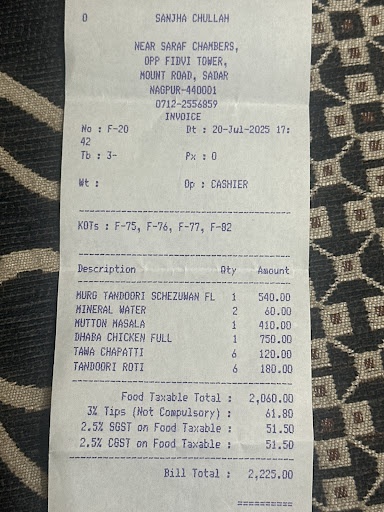 0 SANJHA CHULLAH
NEAR SARAF CHAMBERS,
OPP FIDVI TOWER,
MOUNT ROAD, SADAR
NAGPUR-440001
0712-2556859
INVOICE
No : F-20 Dt : 20-Jul-2025 17:
42
Tb : 3- Px : 0
Wt : Op : CASHIER
KOTs : F-75, F-76, F-77, F-82
Description Qty Amount
MURG TANDOORI SCHEZUWAN FL 1 540.00
MINERAL WATER 2 60.00
MUTTON MASALA 1 410.00
DHABA CHICKEN FULL 1 750.00
TAWA CHAPATTI 6 120.00
TANDOORI ROTI 6 180.00
Food Taxable Total : 2,060.00
3% Tips (Not Compulsory) : 61.80
2.5% SGST on Food Taxable : 51.50
2.5% CGST on Food Taxable : 51.50
Bill Total : 2,225.00
==========